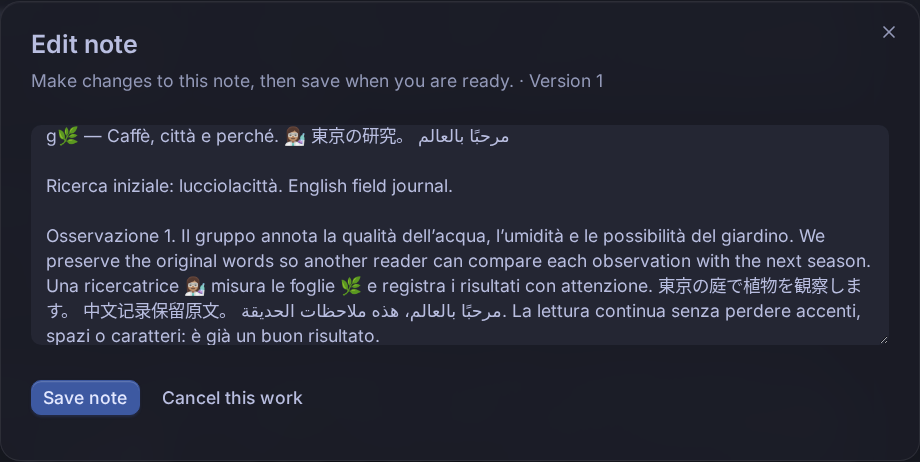 Edit note
Make changes to this note, then save when you are ready. · Version 1
g🌿 — Caffè, città e perché. 👩🏽‍🔬 東京の研究。 مرحبًا بالعالم
Ricerca iniziale: lucciolacittà. English field journal.
Osservazione 1. Il gruppo annota la qualità dell’acqua, l’umidità e le possibilità del giardino. We
preserve the original words so another reader can compare each observation with the next season.
Una ricercatrice 👩🏽‍🔬 misura le foglie 🌿 e registra i risultati con attenzione. 東京の庭で植物を観察しま
す。 中文记录保留原文。 مرحبًا بالعالم، هذه ملاحظات الحديقة. La lettura continua senza perdere accenti,
spazi o caratteri: è già un buon risultato.
Save note
Cancel this work